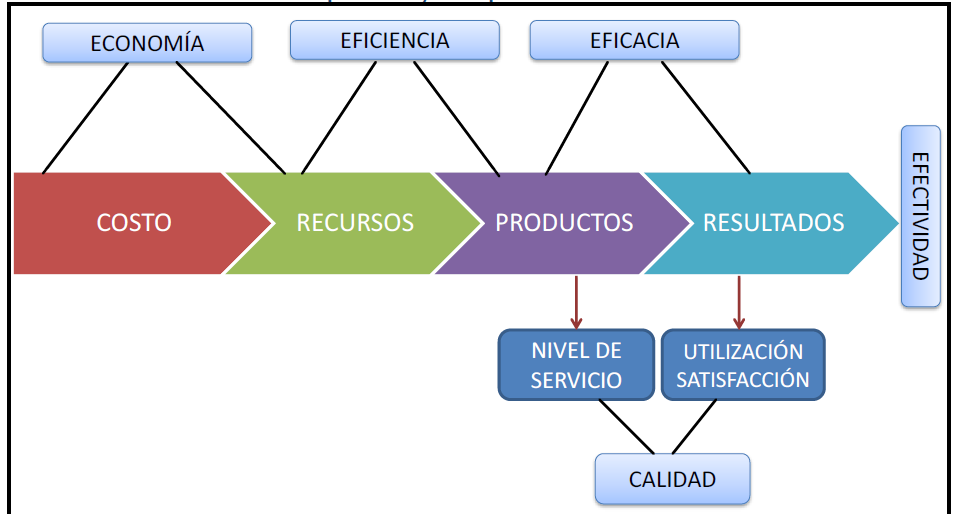 ECONOMÍA
EFICIENCIA
EFICACIA
COSTO
RECURSOS
PRODUCTOS
RESULTADOS
EFECTIVIDAD
NIVEL DE
SERVICIO
UTILIZACIÓN
SATISFACCIÓN
CALIDAD